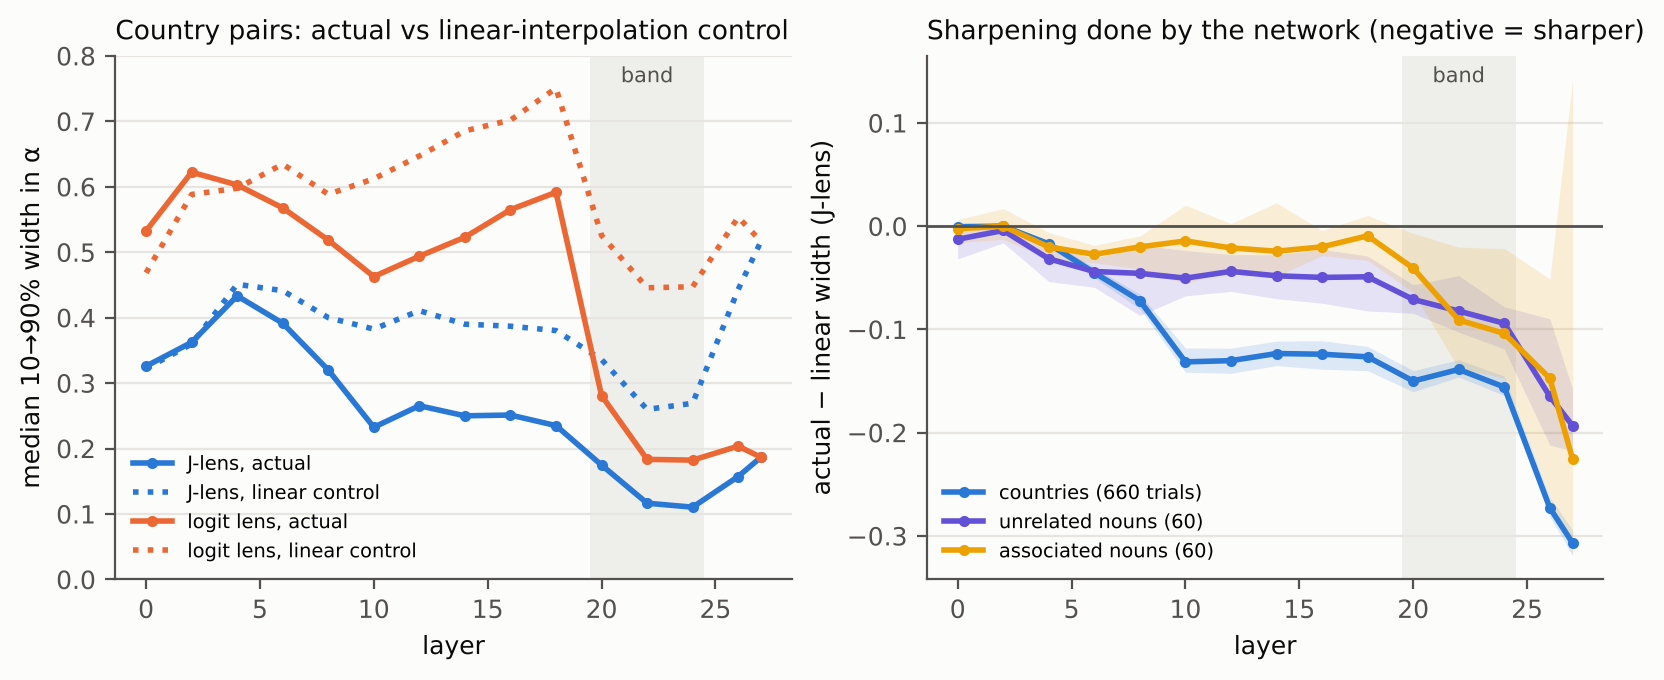 Country pairs: actual vs linear-interpolation control
median 10→90% width in α
0.8
0.7
0.6
0.5
0.4
0.3
0.2
0.1
0.0
band
J-lens, actual
J-lens, linear control
logit lens, actual
logit lens, linear control
0 5 10 15 20 25
layer
Sharpening done by the network (negative = sharper)
actual − linear width (J-lens)
0.1
0.0
−0.1
−0.2
−0.3
band
countries (660 trials)
unrelated nouns (60)
associated nouns (60)
0 5 10 15 20 25
layer